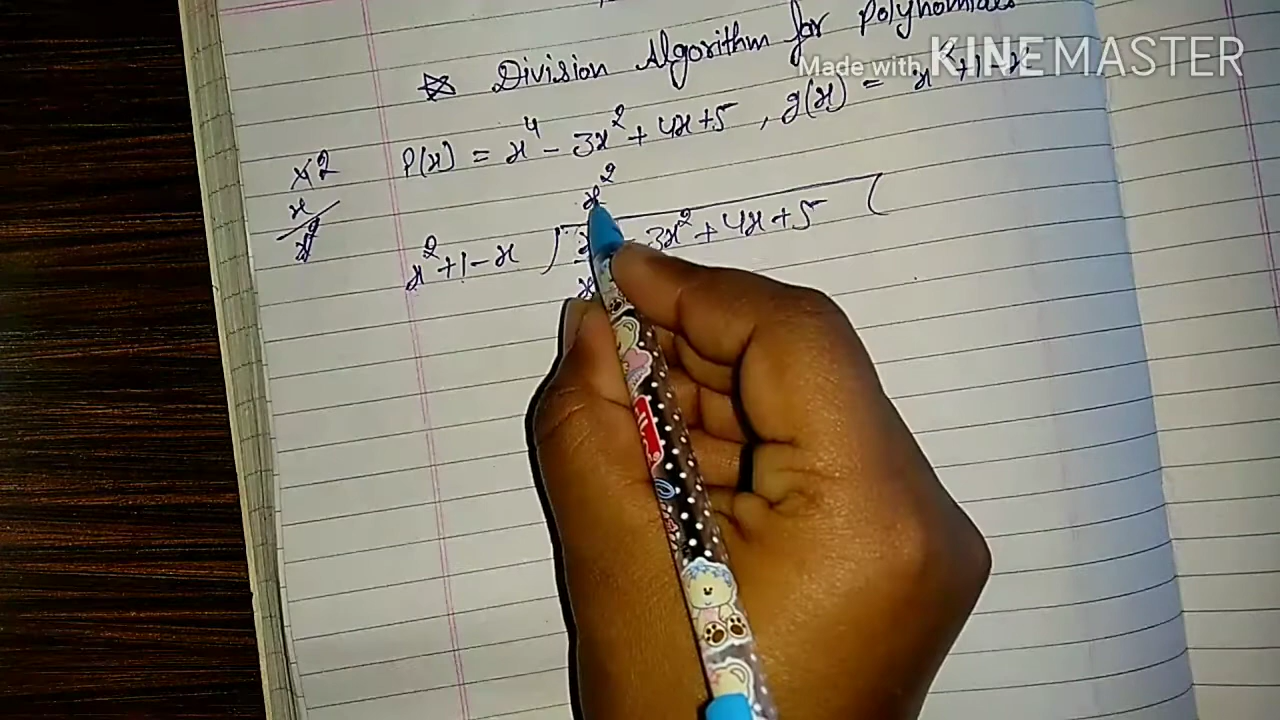 ☆ Division Algorithm for polynomials
Made with KINEMASTER
P(x) = x⁴ - 3x² + 4x + 5 , g(x) = x² + 1 - x
x²
x² + 1 - x ) - 3x² + 4x + 5 (